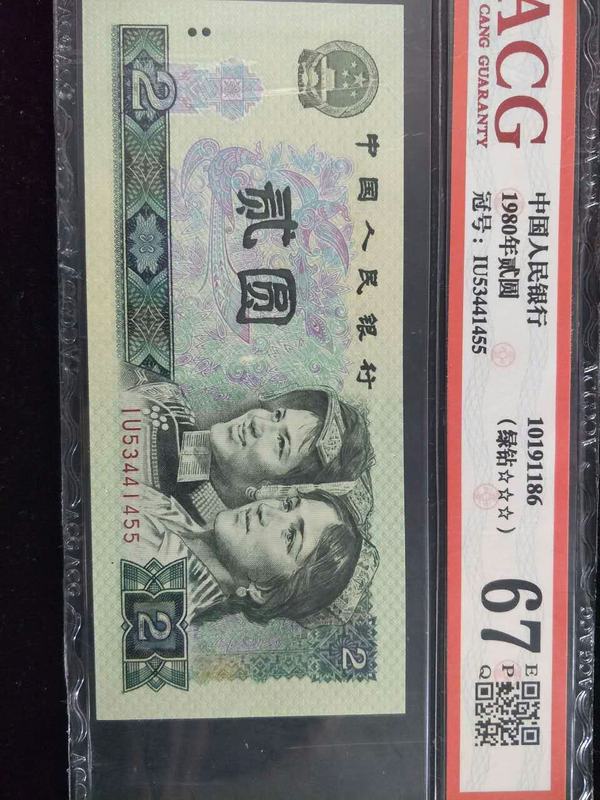 中国人民银行
贰圆
2
IU53441455
2
2
ACG
CANG GUARANTY
中国人民银行
1980年贰圆
冠号：IU53441455
10191186
（绿钻☆☆☆）
67
E
P
Q